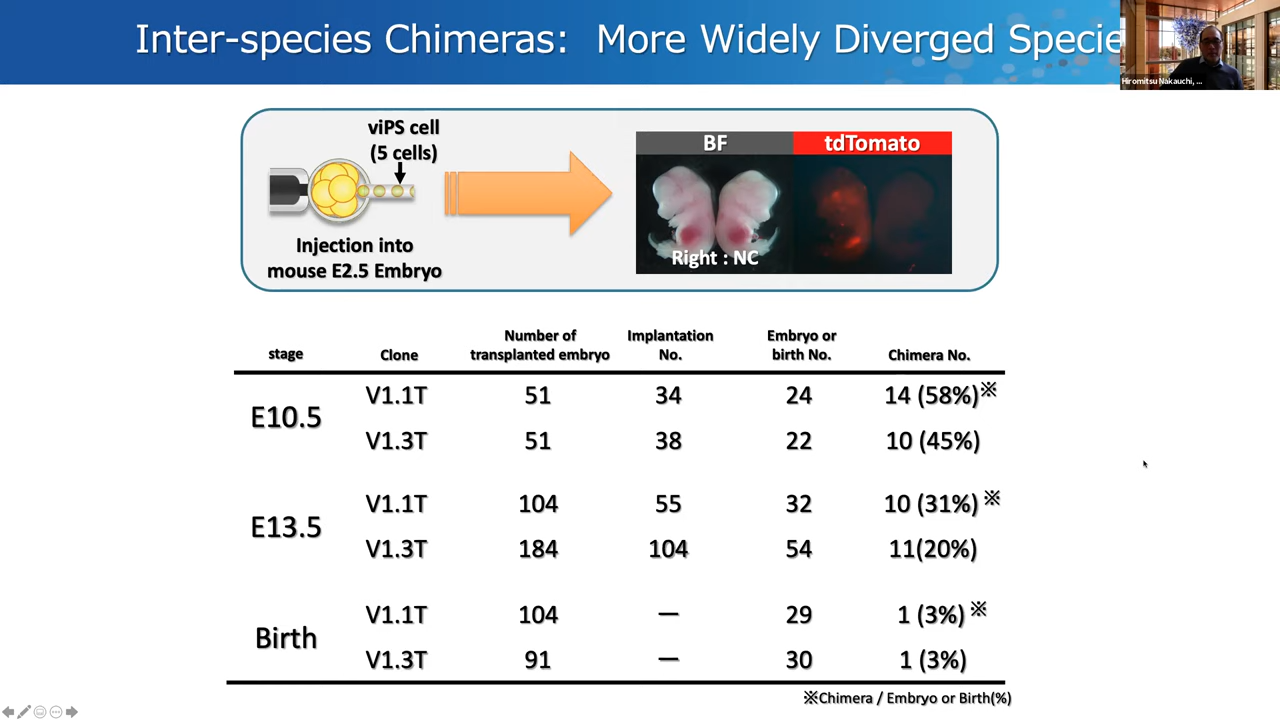 Inter-species Chimeras: More Widely Diverged Specie
Hiromitsu Nakauchi, ...
viPS cell
(5 cells)
Injection into
mouse E2.5 Embryo
BF tdTomato
Right : NC
stage Clone Number of transplanted embryo Implantation No. Embryo or birth No. Chimera No.
E10.5 V1.1T 51 34 24 14 (58%)※
V1.3T 51 38 22 10 (45%)
E13.5 V1.1T 104 55 32 10 (31%) ※
V1.3T 184 104 54 11(20%)
Birth V1.1T 104 — 29 1 (3%) ※
V1.3T 91 — 30 1 (3%)
※Chimera / Embryo or Birth(%)